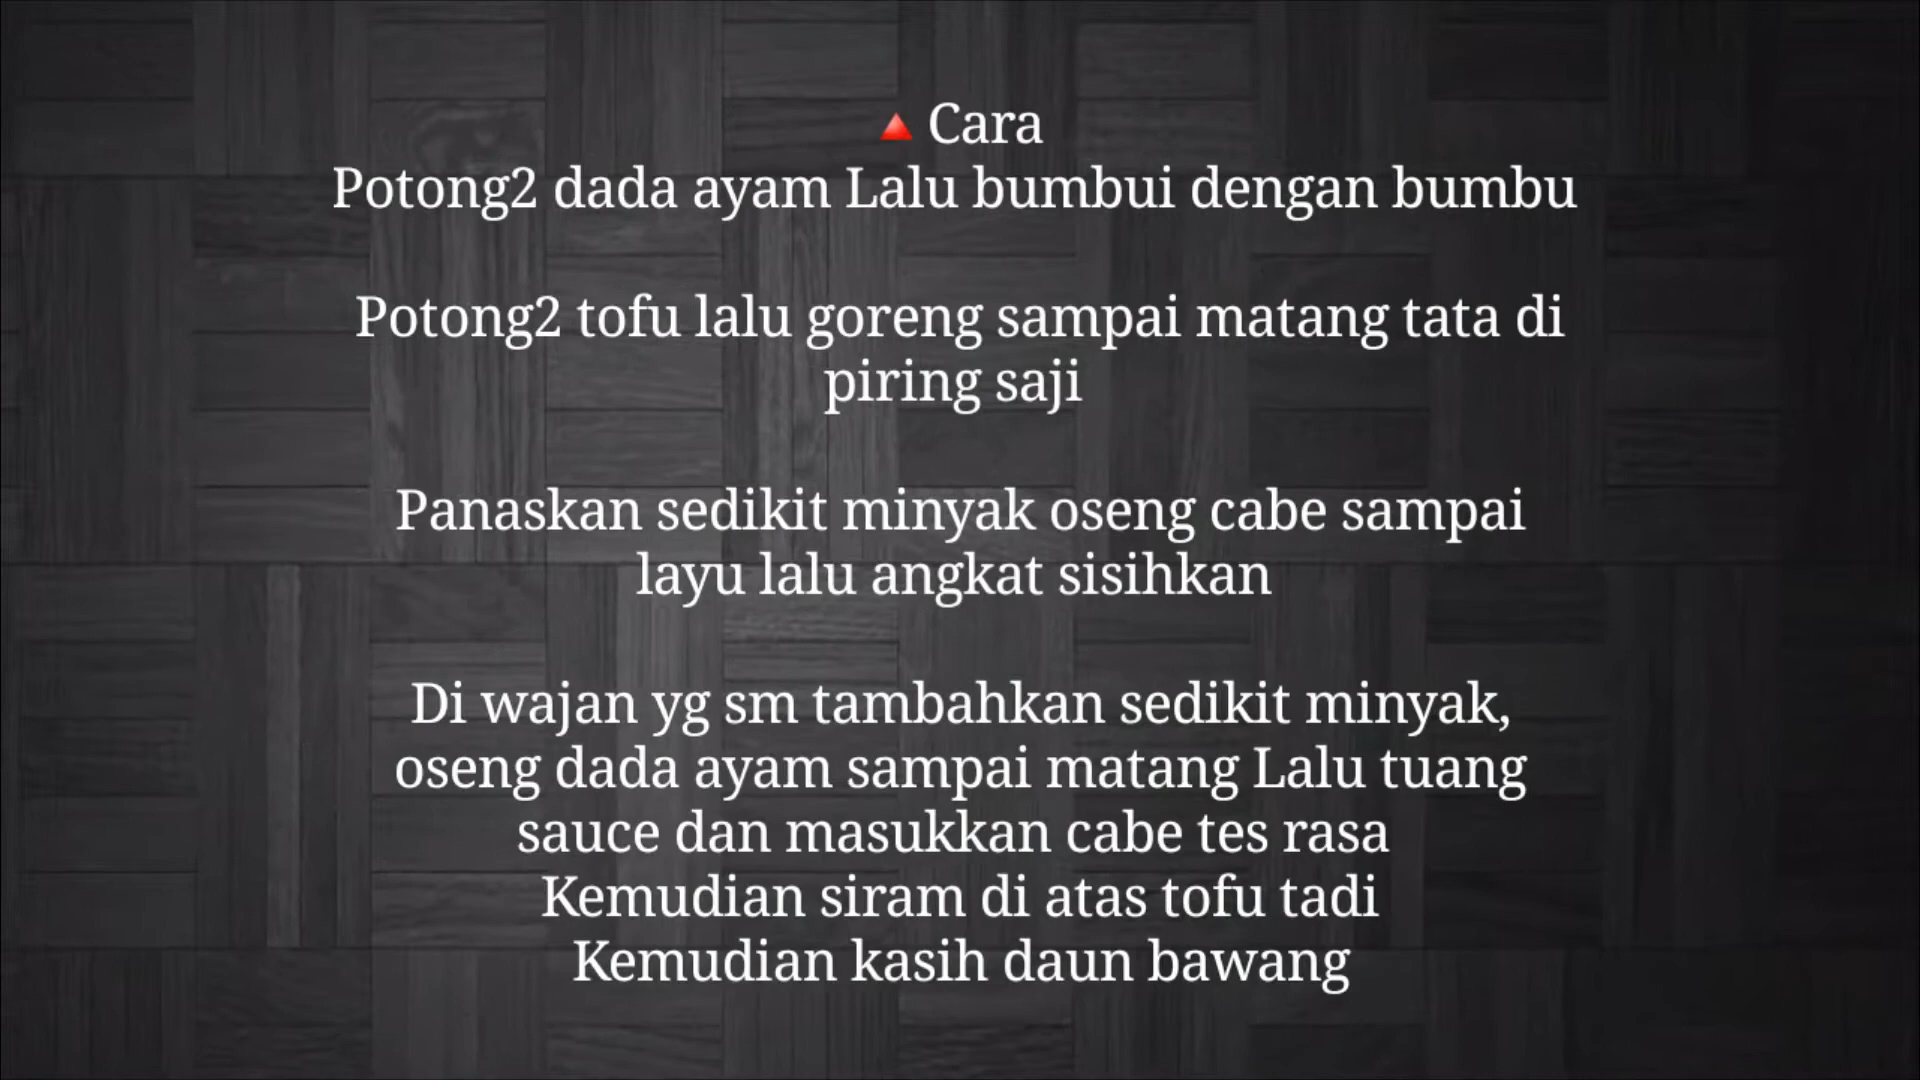 🔺Cara
Potong2 dada ayam Lalu bumbui dengan bumbu
Potong2 tofu lalu goreng sampai matang tata di
piring saji
Panaskan sedikit minyak oseng cabe sampai
layu lalu angkat sisihkan
Di wajan yg sm tambahkan sedikit minyak,
oseng dada ayam sampai matang Lalu tuang
sauce dan masukkan cabe tes rasa
Kemudian siram di atas tofu tadi
Kemudian kasih daun bawang